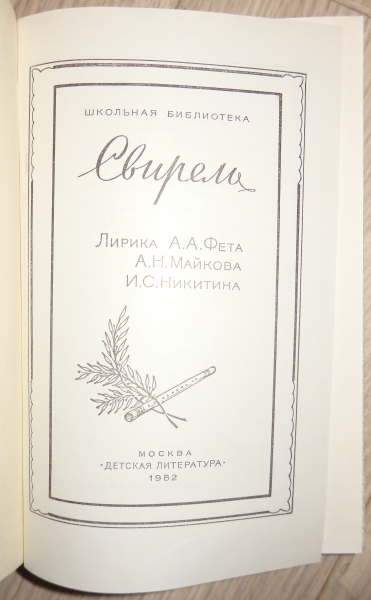 ШКОЛЬНАЯ БИБЛИОТЕКА
Свирель
ЛИРИКА А.А.ФЕТА
А.Н.МАЙКОВА
И.С.НИКИТИНА
МОСКВА
"ДЕТСКАЯ ЛИТЕРАТУРА"
1982